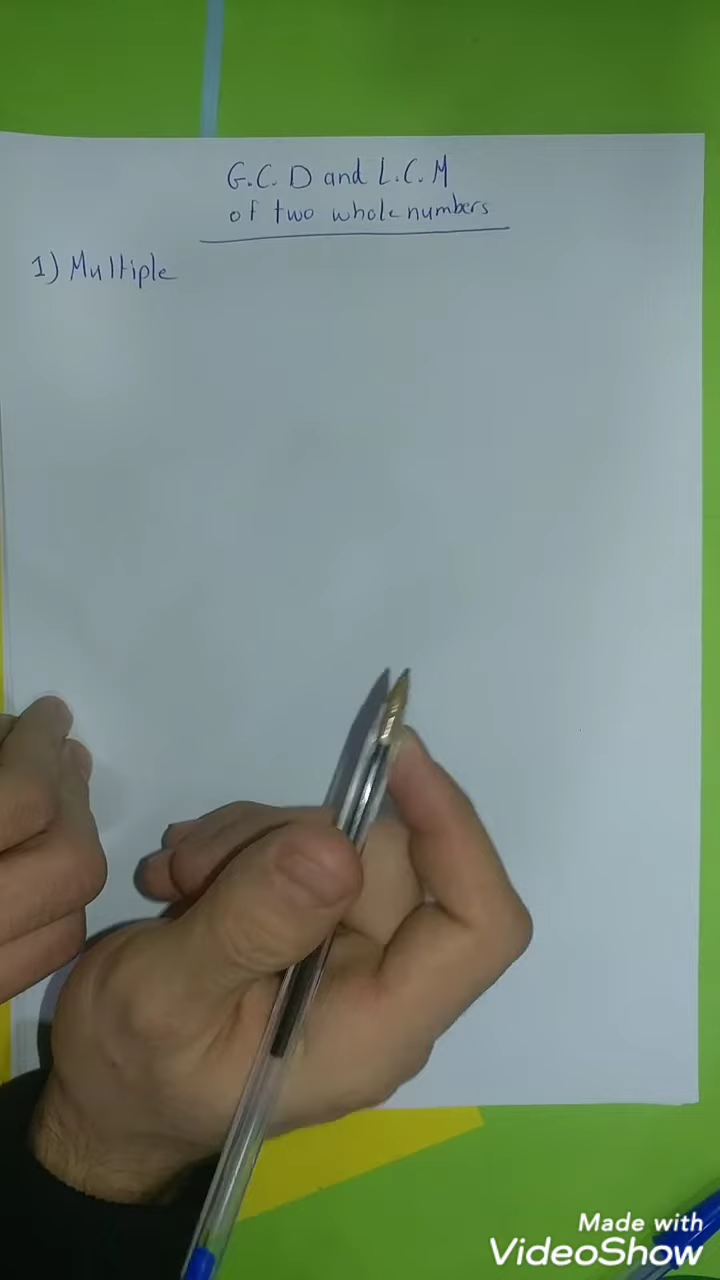 G.C.D and L.C.M
of two whole numbers
1) Multiple
Made with
VideoShow